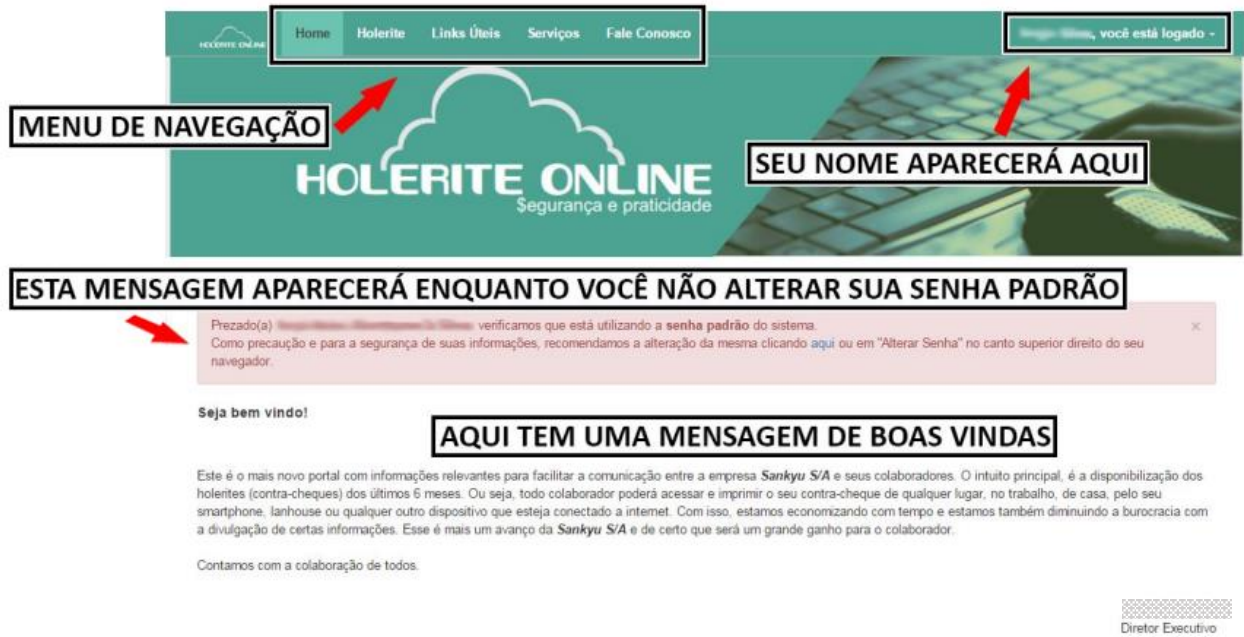 HOLERITE ONLINE
Home Holerite Links Úteis Serviços Fale Conosco
, você está logado
MENU DE NAVEGAÇÃO
HOLERITE ONLINE
Segurança e praticidade
SEU NOME APARECERÁ AQUI
ESTA MENSAGEM APARECERÁ ENQUANTO VOCÊ NÃO ALTERAR SUA SENHA PADRÃO
Prezado(a) verificamos que está utilizando a senha padrão do sistema. ×
Como precaução e para a segurança de suas informações, recomendamos a alteração da mesma clicando aqui ou em "Alterar Senha" no canto superior direito do seu
navegador.
Seja bem vindo!
AQUI TEM UMA MENSAGEM DE BOAS VINDAS
Este é o mais novo portal com informações relevantes para facilitar a comunicação entre a empresa Sankyu S/A e seus colaboradores. O intuito principal, é a disponibilização dos
holerites (contra-cheques) dos últimos 6 meses. Ou seja, todo colaborador poderá acessar e imprimir o seu contra-cheque de qualquer lugar, no trabalho, de casa, pelo seu
smartphone, lanhouse ou qualquer outro dispositivo que esteja conectado a internet. Com isso, estamos economizando com tempo e estamos também diminuindo a burocracia com
a divulgação de certas informações. Esse é mais um avanço da Sankyu S/A e de certo que será um grande ganho para o colaborador.
Contamos com a colaboração de todos.
Diretor Executivo